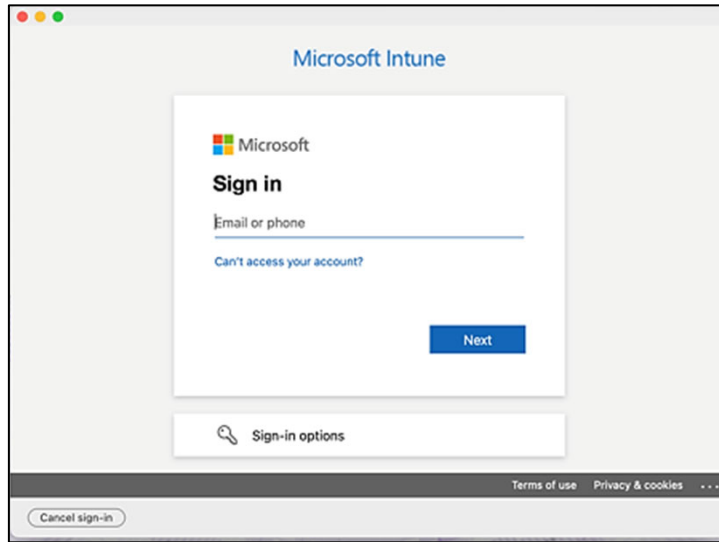 Microsoft Intune
Microsoft
Sign in
Email or phone
Can't access your account?
Next
Sign-in options
Terms of use Privacy & cookies ...
Cancel sign-in